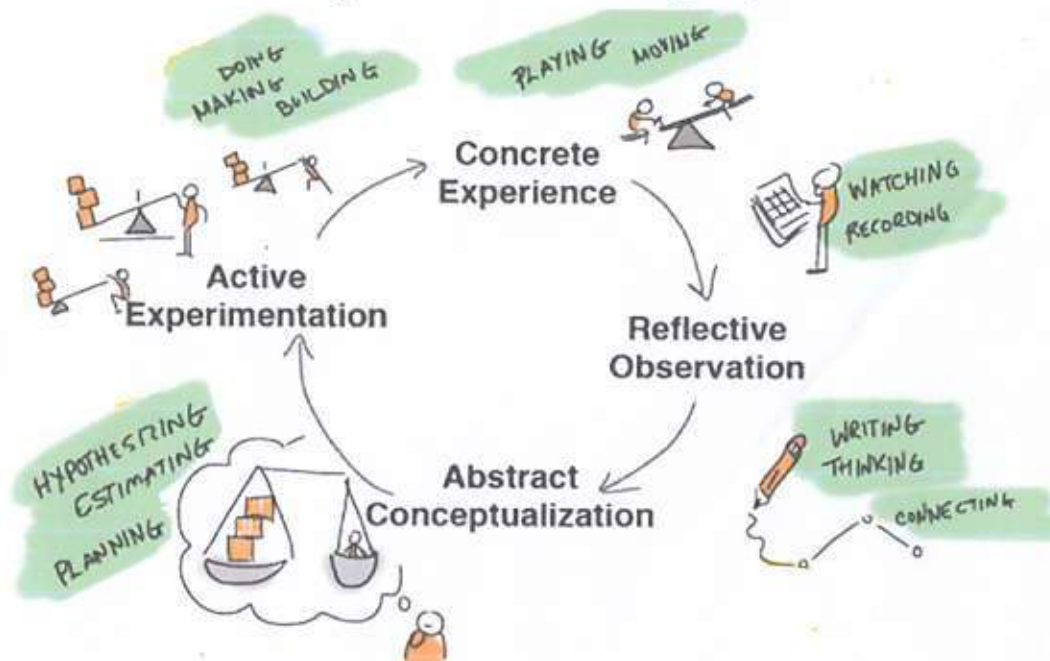 DOING
MAKING
BUILDING
PLAYING MOVING
Concrete
Experience
WATCHING
RECORDING
Reflective
Observation
WRITING
THINKING
CONNECTING
Abstract
Conceptualization
HYPOTHESIZING
ESTIMATING
PLANNING
Active
Experimentation